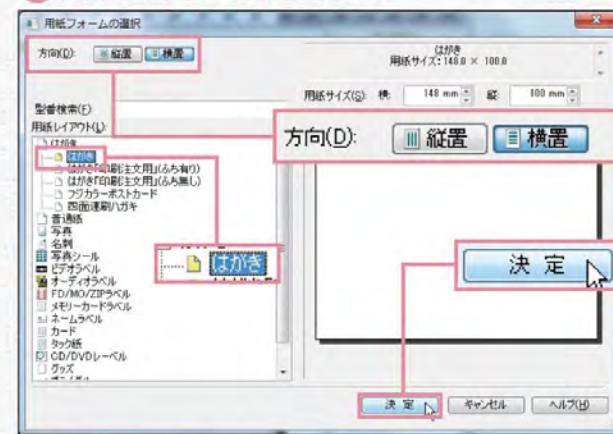 用紙フォームの選択
方向(D): 縦置 横置
はがき
用紙サイズ: 148.0 × 100.0
用紙サイズ(S): 横: 148 mm 縦: 100 mm
型番検索(F)
用紙レイアウト(L):
方向(D): 縦置 横置
はがき
はがき
はがき「印刷注文用」(ふち有り)
はがき「印刷注文用」(ふち無し)
フジカラーポストカード
四面連刷ハガキ
普通紙
写真
名刺
写真シール
ビデオラベル
オーディオラベル
FD/MO/ZIPラベル
メモリーカードラベル
ネームラベル
カード
タック紙
CD/DVDレーベル
グッズ
はがき
決 定
決 定 キャンセル ヘルプ(H)